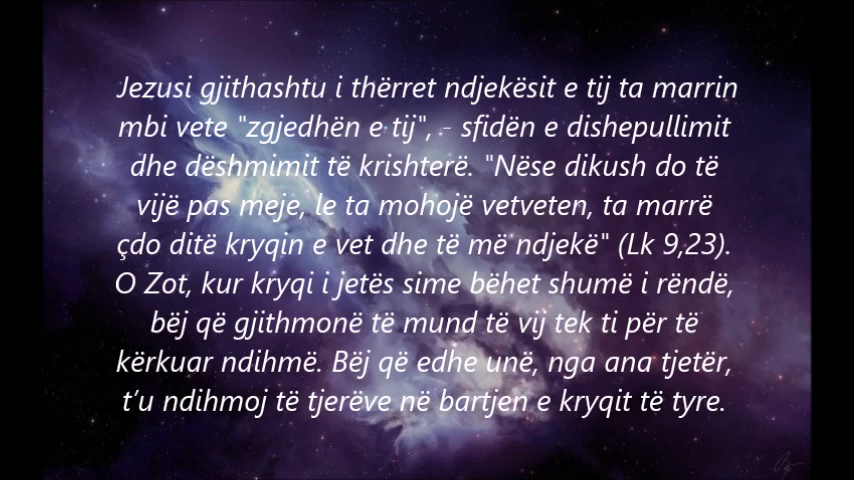 Jezusi gjithashtu i thërret ndjekësit e tij ta marrin
mbi vete "zgjedhën e tij", - sfidën e dishepullimit
dhe dëshmimit të krishterë. "Nëse dikush do të
vijë pas meje, le ta mohojë vetveten, ta marrë
çdo ditë kryqin e vet dhe të më ndjekë" (Lk 9,23).
O Zot, kur kryqi i jetës sime bëhet shumë i rëndë,
bëj që gjithmonë të mund të vij tek ti për të
kërkuar ndihmë. Bëj që edhe unë, nga ana tjetër,
t’u ndihmoj të tjerëve në bartjen e kryqit të tyre.